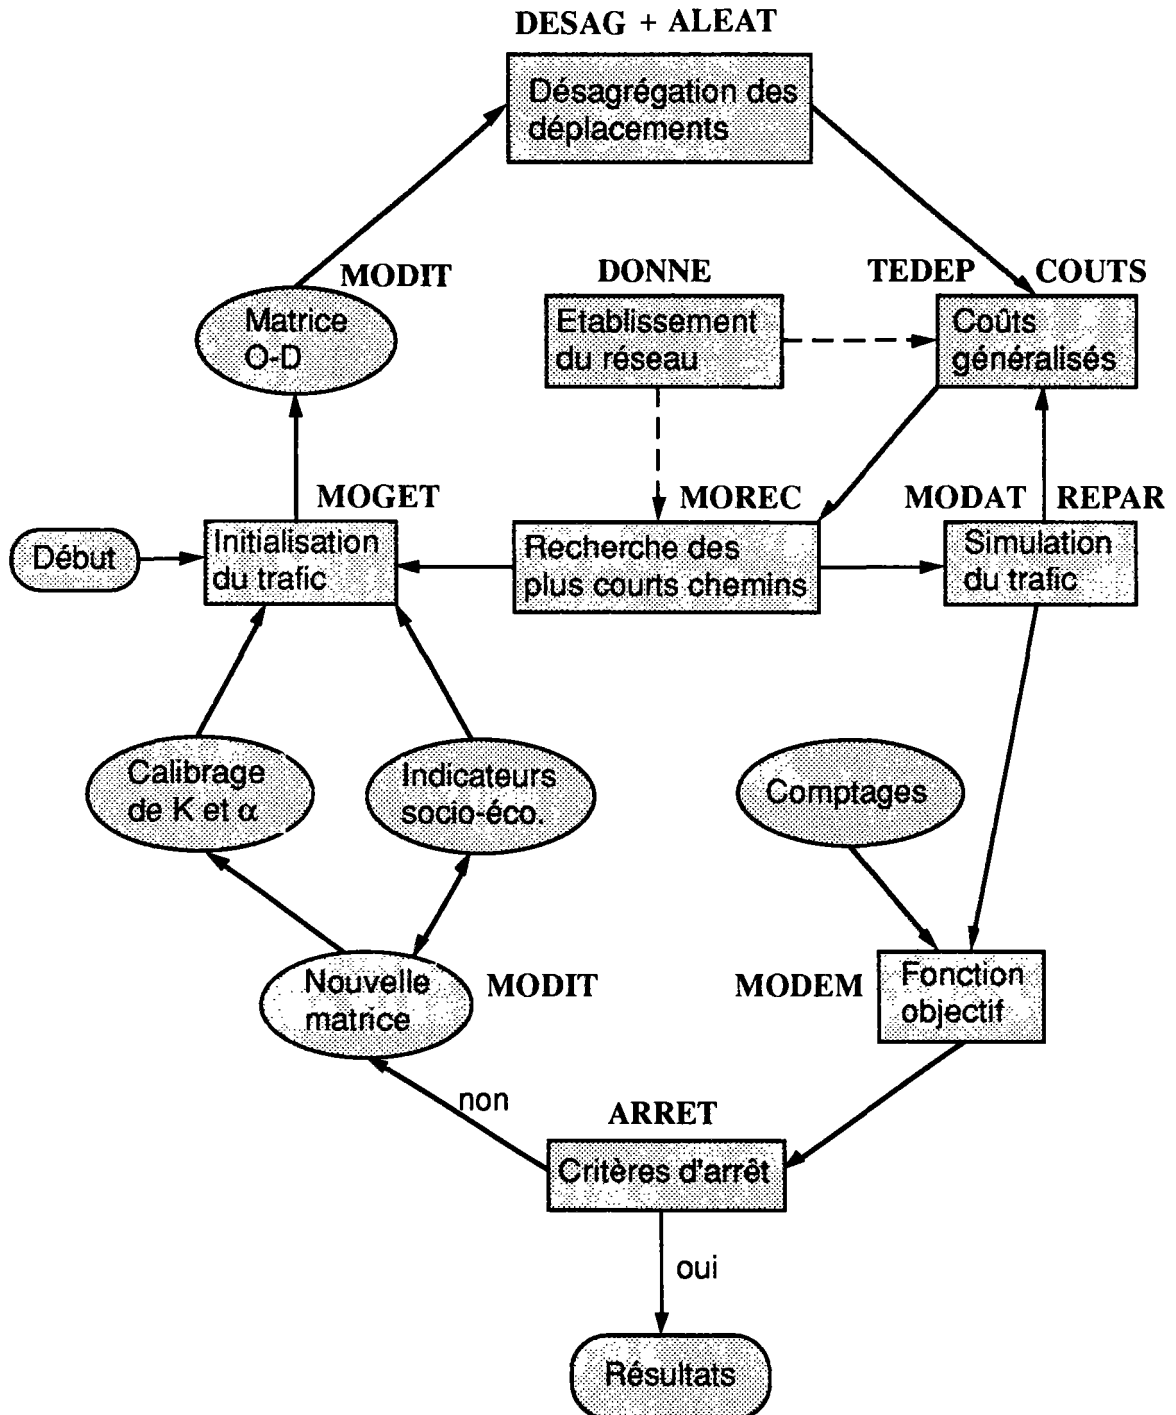 DESAG + ALEAT
Désagrégation des
déplacements
MODIT
DONNE
TEDEP
COUTS
Matrice
O-D
Etablissement
du réseau
Coûts
généralisés
MOGET
MOREC
MODAT
REPAR
Début
Initialisation
du trafic
Recherche des
plus courts chemins
Simulation
du trafic
Calibrage
de K et α
Indicateurs
socio-éco.
Comptages
Nouvelle
matrice
MODIT
MODEM
Fonction
objectif
non
ARRET
Critères d'arrêt
oui
Résultats